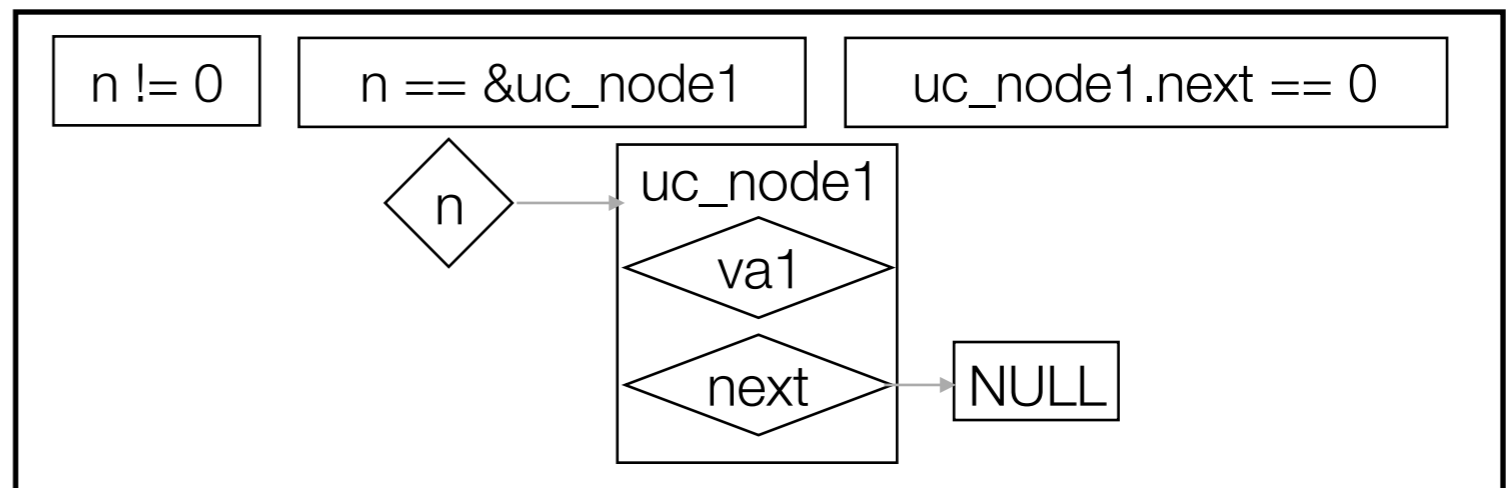 n != 0
n == &uc_node1
uc_node1.next == 0
n
uc_node1
va1
next
NULL